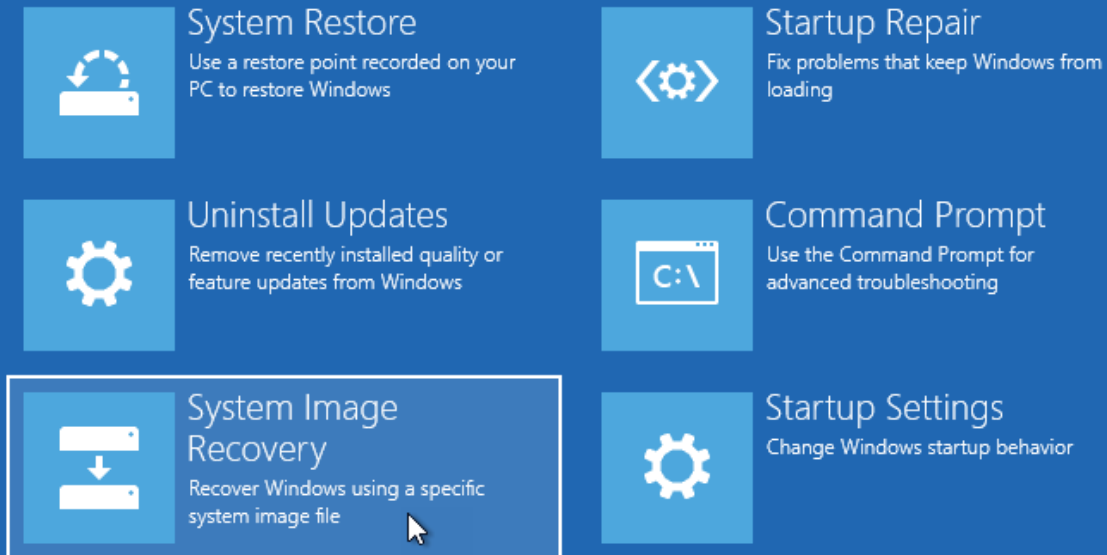 System Restore
Use a restore point recorded on your
PC to restore Windows
Startup Repair
Fix problems that keep Windows from
loading
Uninstall Updates
Remove recently installed quality or
feature updates from Windows
C:\
Command Prompt
Use the Command Prompt for
advanced troubleshooting
System Image
Recovery
Recover Windows using a specific
system image file
Startup Settings
Change Windows startup behavior